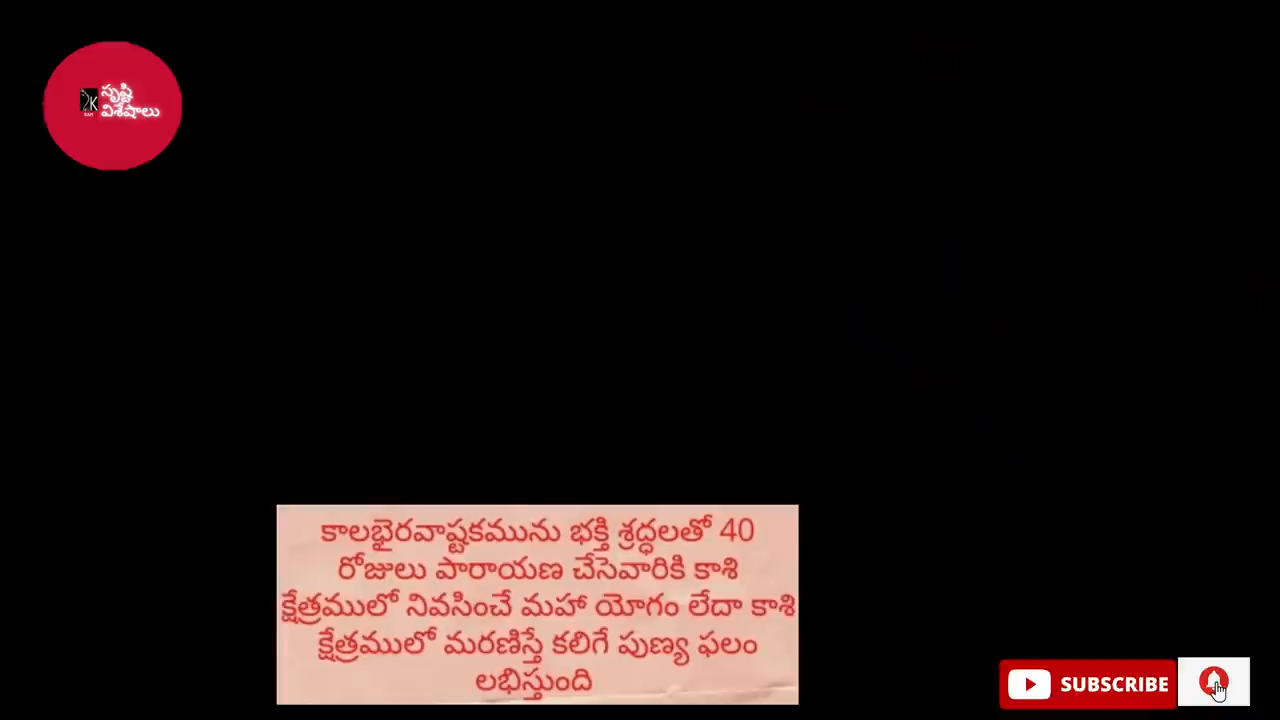 సృష్టి
విశేషాలు
కాలభైరవాష్టకమును భక్తి శ్రద్ధలతో 40
రోజులు పారాయణ చేసెవారికి కాశి
క్షేత్రములో నివసించే మహా యోగం లేదా కాశి
క్షేత్రములో మరణిస్తే కలిగే పుణ్య ఫలం
లభిస్తుంది
SUBSCRIBE